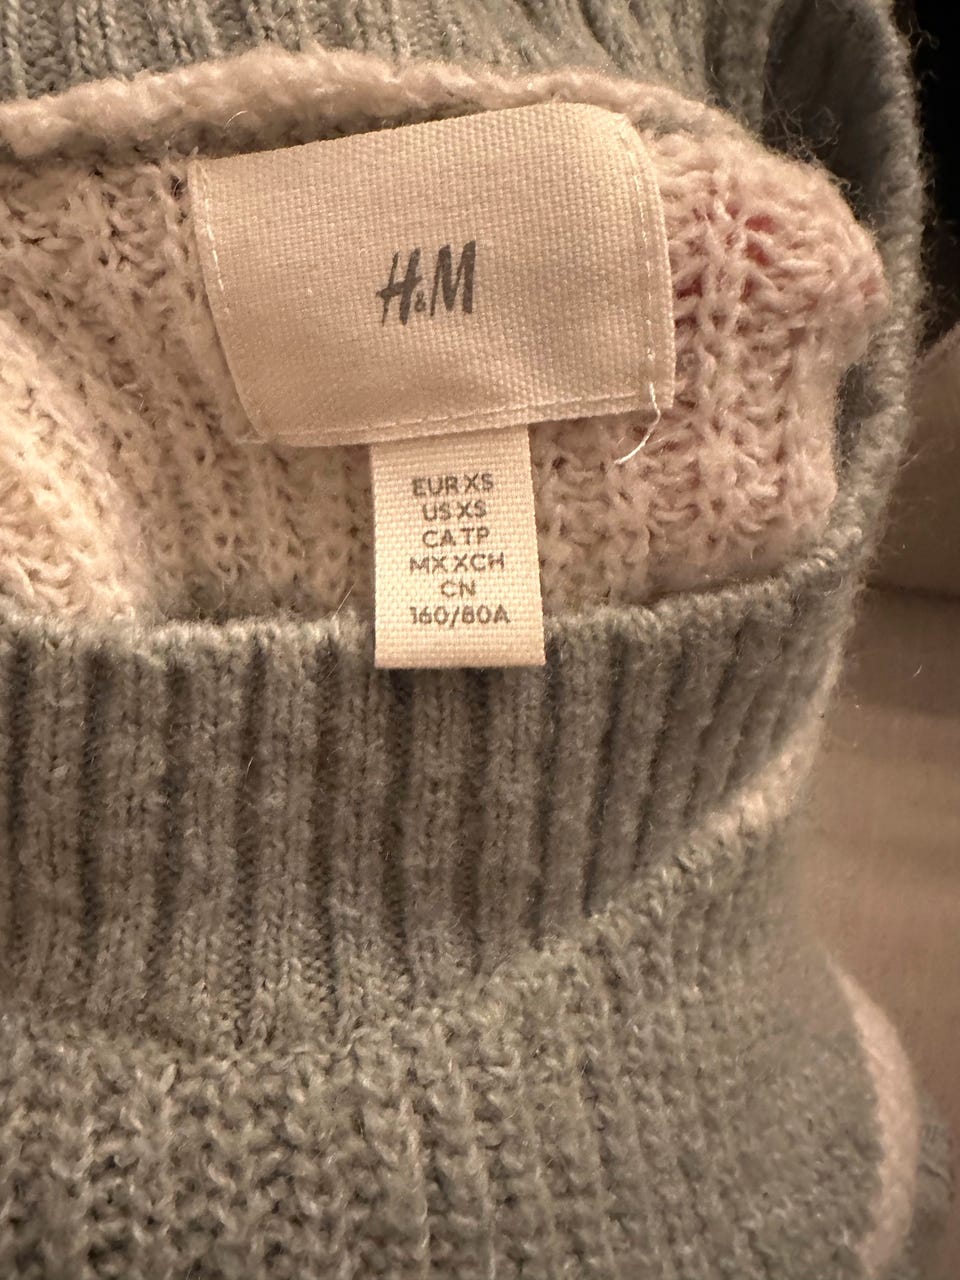 H&M
EUR XS
US XS
CA TP
MX XCH
CN
160/80A